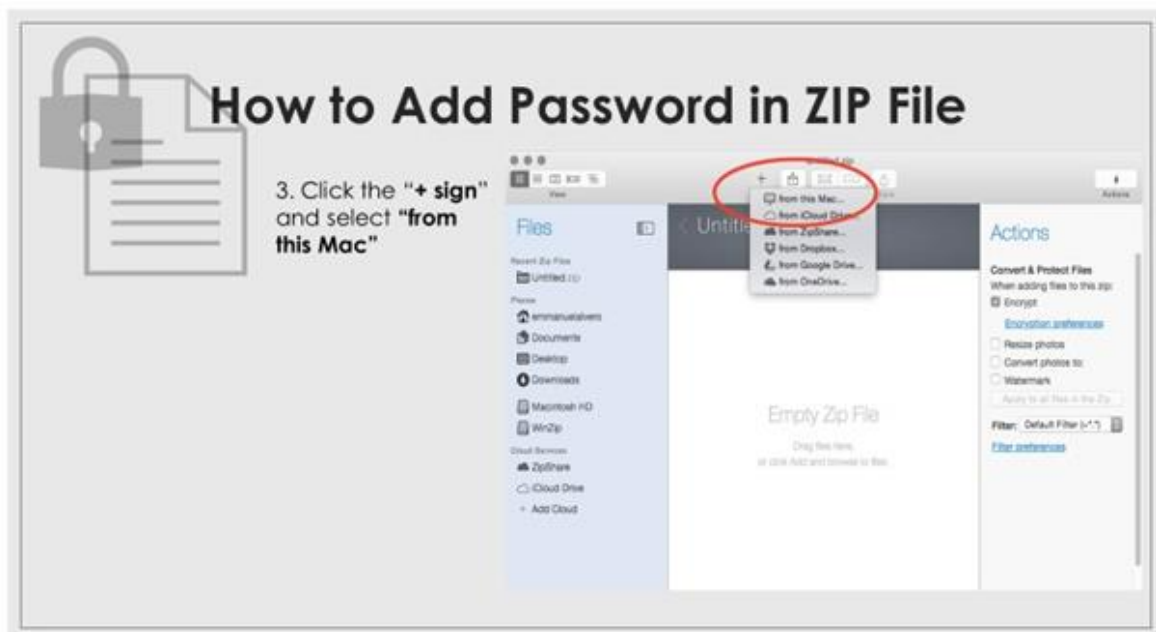 How to Add Password in ZIP File
3. Click the "+ sign"
and select "from
this Mac"
View
Actions
from this Mac...
from iCloud Drive...
from ZipShare...
from Dropbox...
from Google Drive...
from OneDrive...
Files
Recent Zip Files
Untitled (1)
Places
emmanuelalvero
Documents
Desktop
Downloads
Macintosh HD
WinZip
Cloud Services
ZipShare
iCloud Drive
+ Add Cloud
Empty Zip File
Drag files here,
or click Add and browse to files
Actions
Convert & Protect Files
When adding files to this zip:
Encrypt
Encryption preferences
Resize photos
Convert photos to:
Watermark
Apply to all files in the Zip
Filter: Default Filter (*.*)
Filter preferences